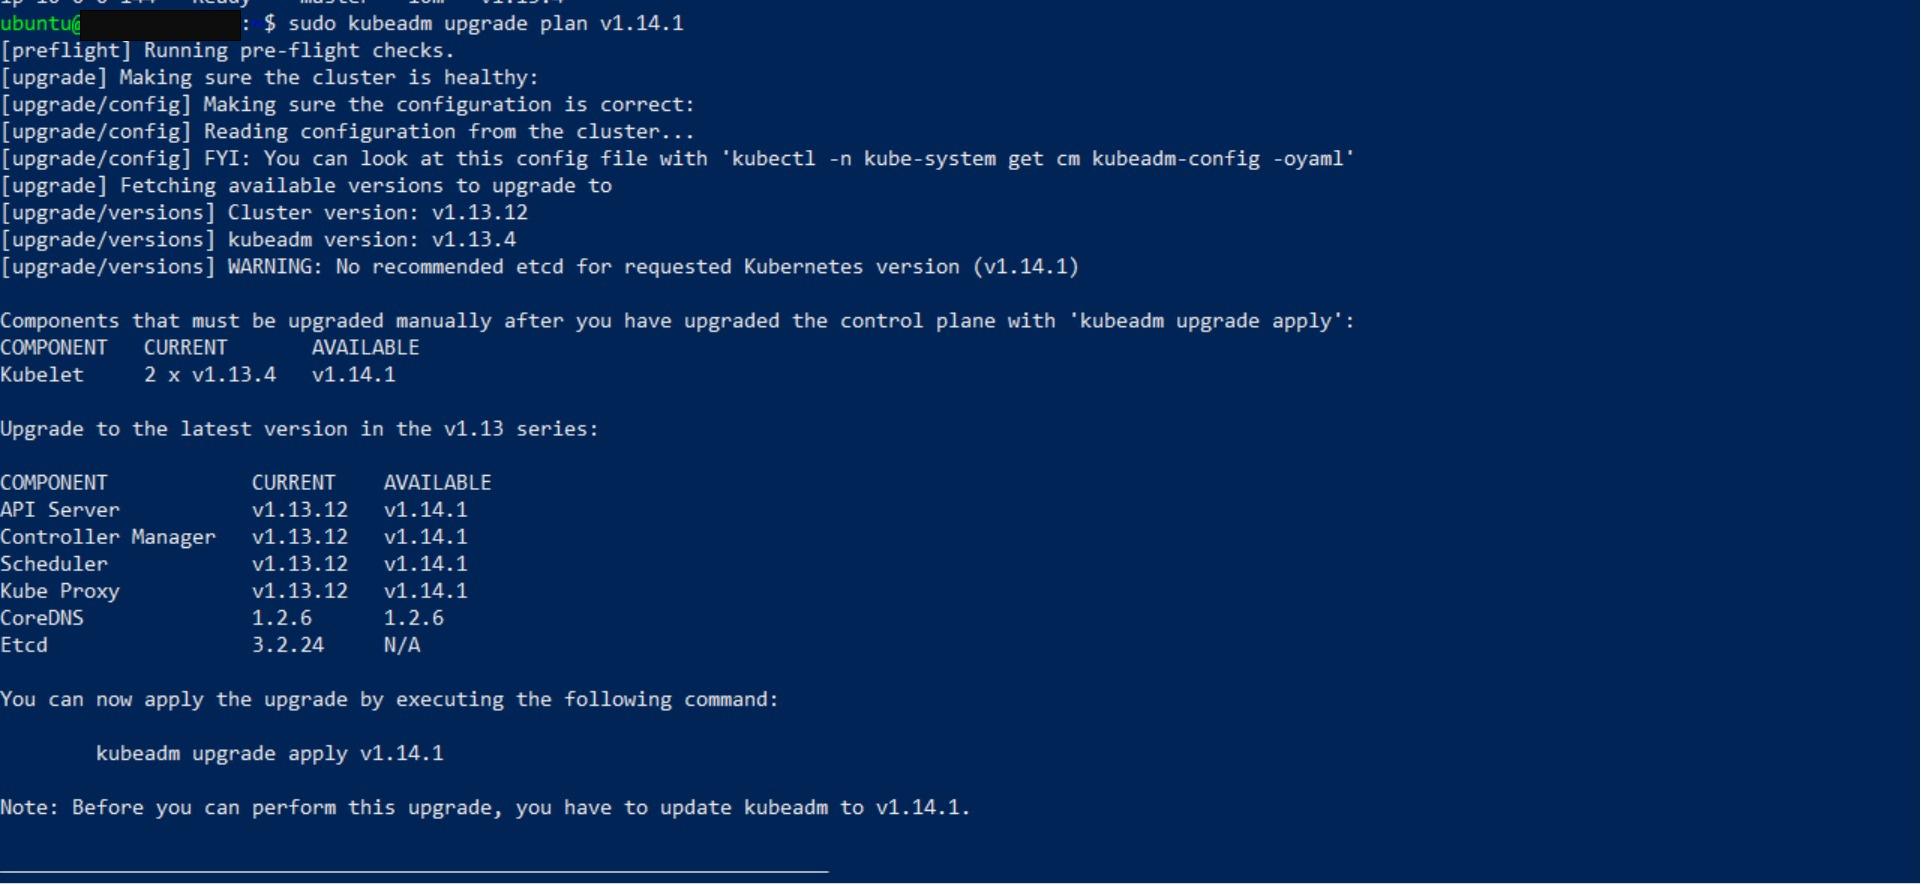 ubuntu@ :~$ sudo kubeadm upgrade plan v1.14.1
[preflight] Running pre-flight checks.
[upgrade] Making sure the cluster is healthy:
[upgrade/config] Making sure the configuration is correct:
[upgrade/config] Reading configuration from the cluster...
[upgrade/config] FYI: You can look at this config file with 'kubectl -n kube-system get cm kubeadm-config -oyaml'
[upgrade] Fetching available versions to upgrade to
[upgrade/versions] Cluster version: v1.13.12
[upgrade/versions] kubeadm version: v1.13.4
[upgrade/versions] WARNING: No recommended etcd for requested Kubernetes version (v1.14.1)
Components that must be upgraded manually after you have upgraded the control plane with 'kubeadm upgrade apply':
COMPONENT   CURRENT       AVAILABLE
Kubelet     2 x v1.13.4   v1.14.1
Upgrade to the latest version in the v1.13 series:
COMPONENT            CURRENT    AVAILABLE
API Server           v1.13.12   v1.14.1
Controller Manager   v1.13.12   v1.14.1
Scheduler            v1.13.12   v1.14.1
Kube Proxy           v1.13.12   v1.14.1
CoreDNS              1.2.6      1.2.6
Etcd                 3.2.24     N/A
You can now apply the upgrade by executing the following command:
kubeadm upgrade apply v1.14.1
Note: Before you can perform this upgrade, you have to update kubeadm to v1.14.1.